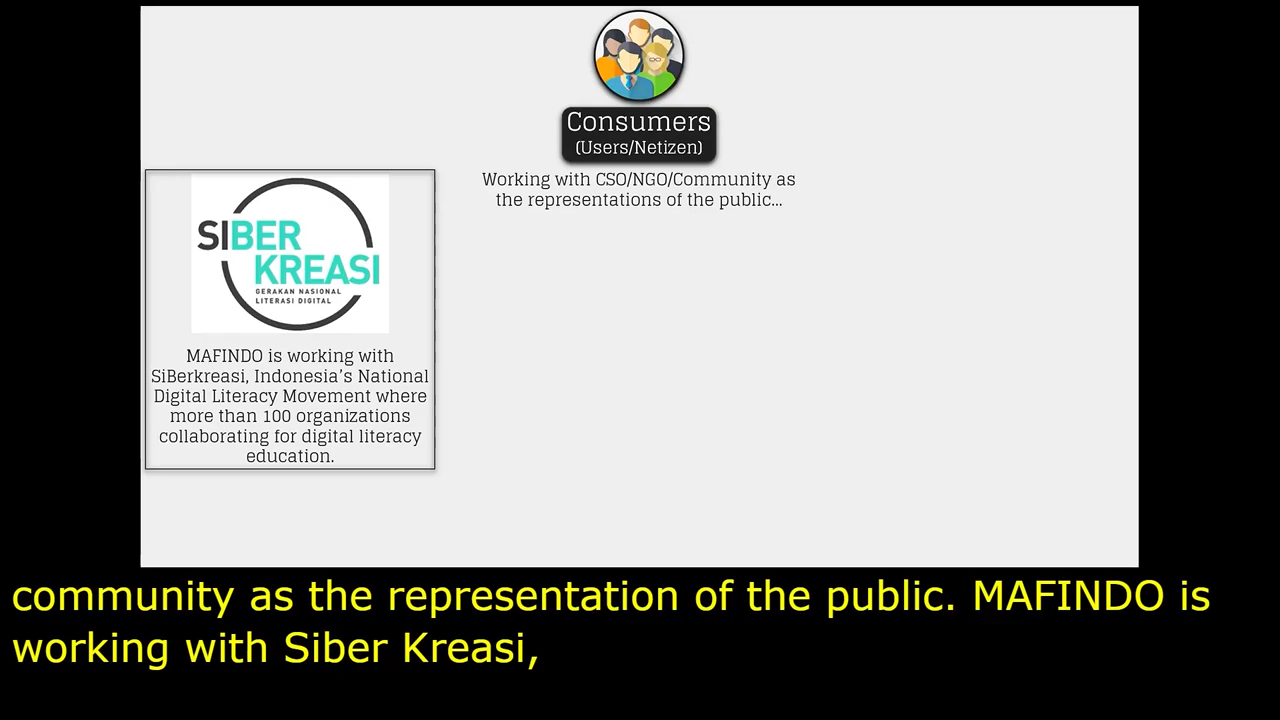 Consumers
(Users/Netizen)
Working with CSO/NGO/Community as
the representations of the public...
SIBER
KREASI
GERAKAN NASIONAL
LITERASI DIGITAL
MAFINDO is working with
SiBerkreasi, Indonesia’s National
Digital Literacy Movement where
more than 100 organizations
collaborating for digital literacy
education.
community as the representation of the public. MAFINDO is
working with Siber Kreasi,